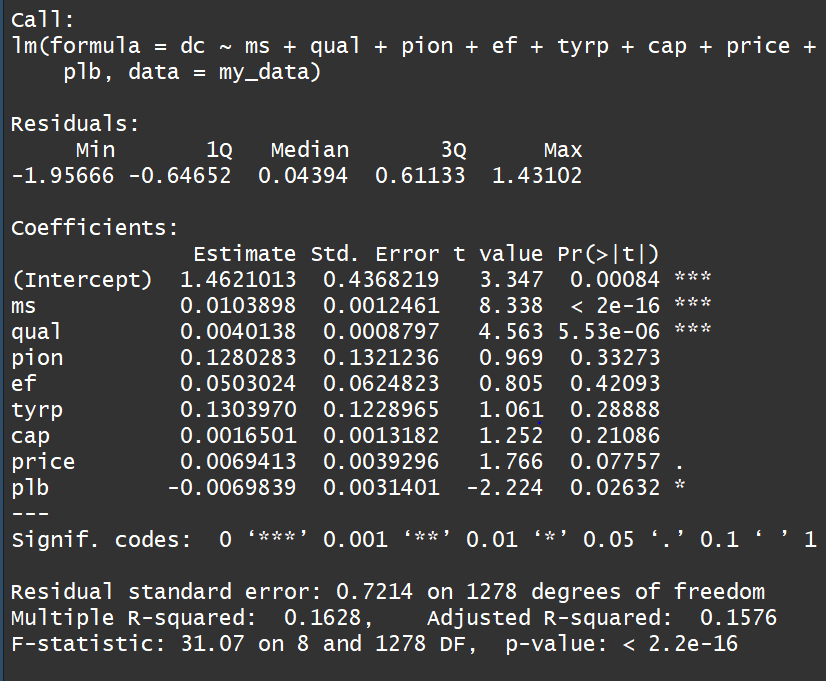 Call:
lm(formula = dc ~ ms + qual + pion + ef + tyrp + cap + price +
    plb, data = my_data)
Residuals:
     Min       1Q   Median       3Q      Max
-1.95666 -0.64652  0.04394  0.61133  1.43102
Coefficients:
              Estimate Std. Error t value Pr(>|t|)
(Intercept)  1.4621013  0.4368219   3.347  0.00084 ***
ms           0.0103898  0.0012461   8.338  < 2e-16 ***
qual         0.0040138  0.0008797   4.563 5.53e-06 ***
pion         0.1280283  0.1321236   0.969  0.33273
ef           0.0503024  0.0624823   0.805  0.42093
tyrp         0.1303970  0.1228965   1.061  0.28888
cap          0.0016501  0.0013182   1.252  0.21086
price        0.0069413  0.0039296   1.766  0.07757 .
plb         -0.0069839  0.0031401  -2.224  0.02632 *
---
Signif. codes:  0 ‘***’ 0.001 ‘**’ 0.01 ‘*’ 0.05 ‘.’ 0.1 ‘ ’ 1
Residual standard error: 0.7214 on 1278 degrees of freedom
Multiple R-squared:  0.1628,    Adjusted R-squared:  0.1576
F-statistic: 31.07 on 8 and 1278 DF,  p-value: < 2.2e-16